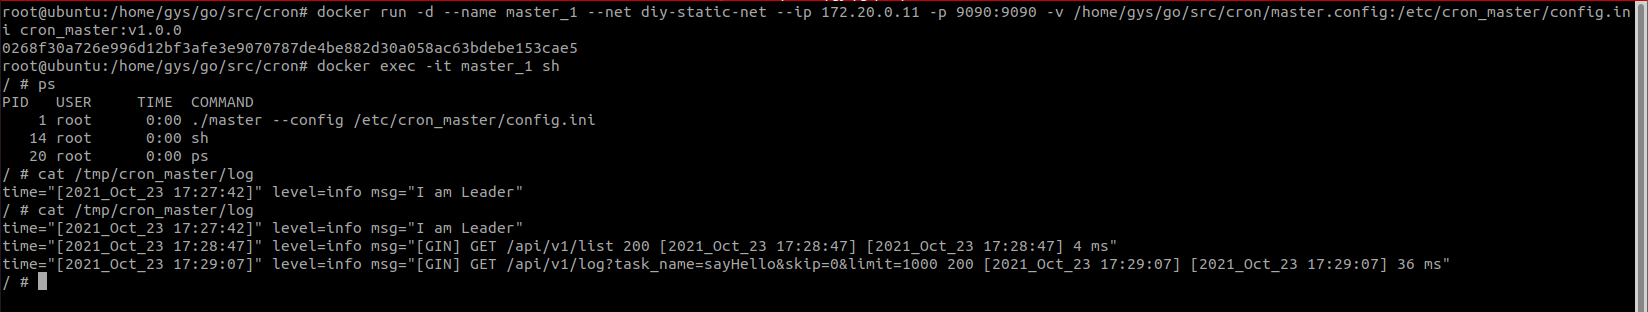 root@ubuntu:/home/gys/go/src/cron# docker run -d --name master_1 --net diy-static-net --ip 172.20.0.11 -p 9090:9090 -v /home/gys/go/src/cron/master.config:/etc/cron_master/config.in
i cron_master:v1.0.0
0268f30a726e996d12bf3afe3e9070787de4be882d30a058ac63bdebe153cae5
root@ubuntu:/home/gys/go/src/cron# docker exec -it master_1 sh
/ # ps
PID   USER     TIME  COMMAND
    1 root      0:00 ./master --config /etc/cron_master/config.ini
   14 root      0:00 sh
   20 root      0:00 ps
/ # cat /tmp/cron_master/log
time="[2021_Oct_23 17:27:42]" level=info msg="I am Leader"
/ # cat /tmp/cron_master/log
time="[2021_Oct_23 17:27:42]" level=info msg="I am Leader"
time="[2021_Oct_23 17:28:47]" level=info msg="[GIN] GET /api/v1/list 200 [2021_Oct_23 17:28:47] [2021_Oct_23 17:28:47] 4 ms"
time="[2021_Oct_23 17:29:07]" level=info msg="[GIN] GET /api/v1/log?task_name=sayHello&skip=0&limit=1000 200 [2021_Oct_23 17:29:07] [2021_Oct_23 17:29:07] 36 ms"
/ #